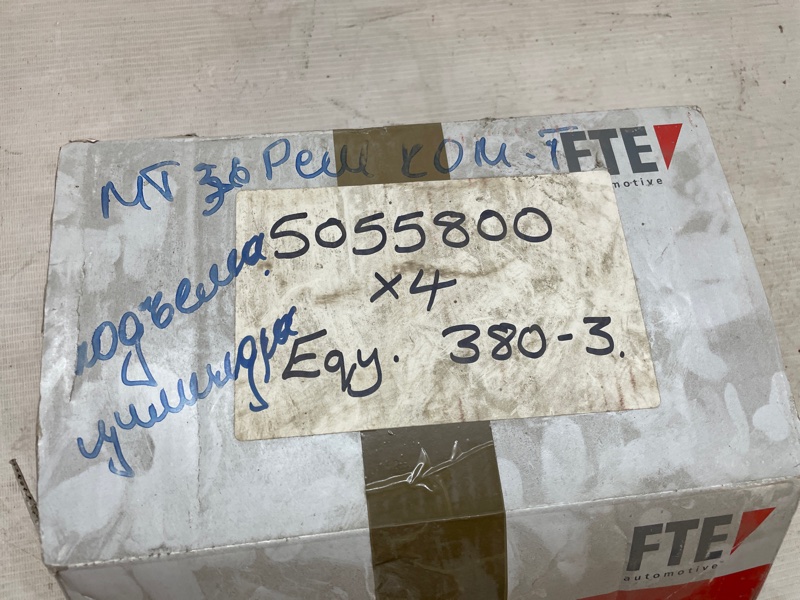 МТ 36 Рем ком-т
FTE
automotive
5055800
x4
Eqy. 380-3.
подъема
цилиндра
FTE
automotive